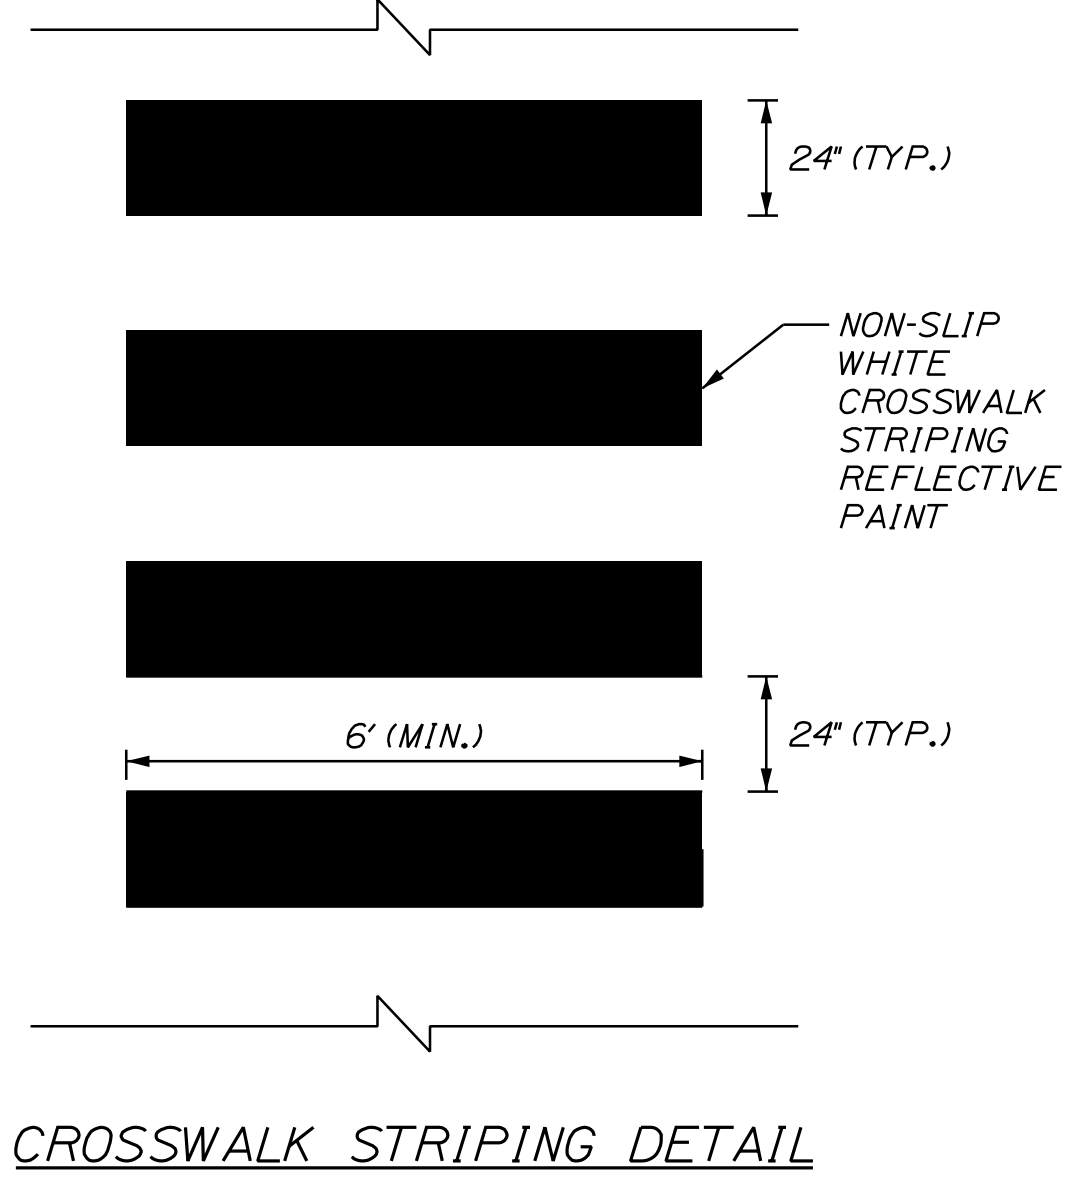 24" (TYP.)
NON-SLIP
WHITE
CROSSWALK
STRIPING
REFLECTIVE
PAINT
6' (MIN.)
24" (TYP.)
CROSSWALK STRIPING DETAIL